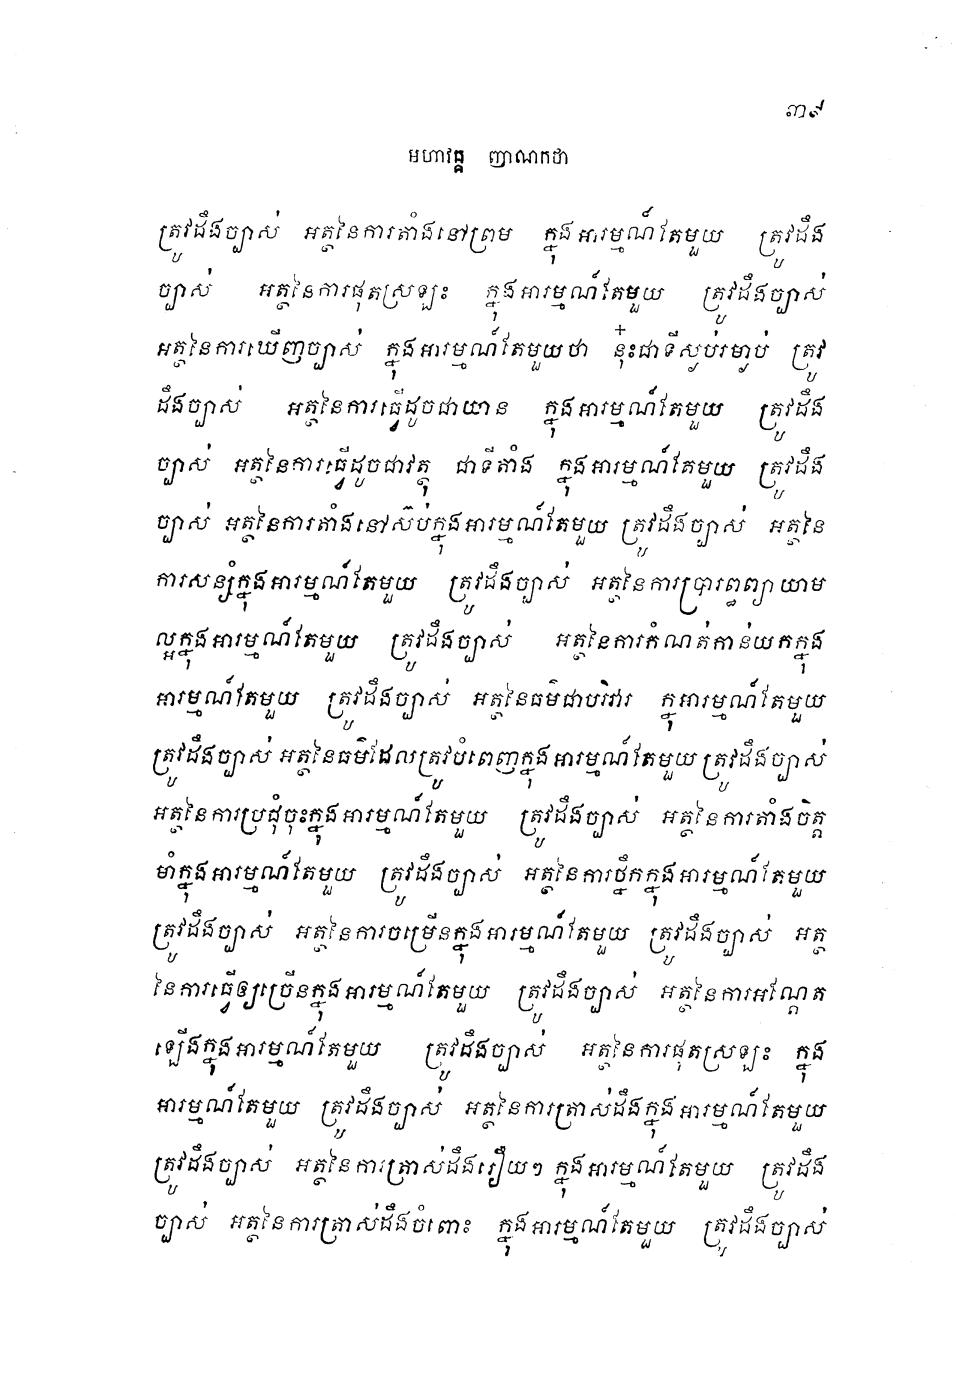 ៣៩
មហាវគ្គ ញាណកថា
ត្រូវដឹងច្បាស់ អត្ថនៃការតាំងនៅព្រម ក្នុងអារម្មណ៍តែមួយ ត្រូវដឹង
ច្បាស់ អត្ថនៃការផុតស្រឡះ ក្នុងអារម្មណ៍តែមួយ ត្រូវដឹងច្បាស់
អត្ថនៃការឃើញច្បាស់ ក្នុងអារម្មណ៍តែមួយថា នុ៎ះជាទីស្ងប់រម្ងាប់ ត្រូវ
ដឹងច្បាស់ អត្ថនៃការធ្វើដូចជាយាន ក្នុងអារម្មណ៍តែមួយ ត្រូវដឹង
ច្បាស់ អត្ថនៃការធ្វើដូចជាវត្ថុ ជាទីតាំង ក្នុងអារម្មណ៍តែមួយ ត្រូវដឹង
ច្បាស់ អត្ថនៃការតាំងនៅស៊ប់ក្នុងអារម្មណ៍តែមួយ ត្រូវដឹងច្បាស់ អត្ថនៃ
ការសន្សំក្នុងអារម្មណ៍តែមួយ ត្រូវដឹងច្បាស់ អត្ថនៃការប្រារព្ធព្យាយាម
ល្អក្នុងអារម្មណ៍តែមួយ ត្រូវដឹងច្បាស់ អត្ថនៃការកំណត់កាន់យកក្នុង
អារម្មណ៍តែមួយ ត្រូវដឹងច្បាស់ អត្ថនៃធម៌ជាបរិវារ ក្នុអារម្មណ៍តែមួយ
ត្រូវដឹងច្បាស់ អត្ថនៃធម៌ដែលត្រូវបំពេញក្នុងអារម្មណ៍តែមួយ ត្រូវដឹងច្បាស់
អត្ថនៃការប្រជុំចុះក្នុងអារម្មណ៍តែមួយ ត្រូវដឹងច្បាស់ អត្ថនៃការតាំងចិត្ត
មាំក្នុងអារម្មណ៍តែមួយ ត្រូវដឹងច្បាស់ អត្ថនៃការថ្នឹកក្នុងអារម្មណ៍តែមួយ
ត្រូវដឹងច្បាស់ អត្ថនៃការចម្រើនក្នុងអារម្មណ៍តែមួយ ត្រូវដឹងច្បាស់ អត្ថ
នៃការធ្វើឲ្យច្រើនក្នុងអារម្មណ៍តែមួយ ត្រូវដឹងច្បាស់ អត្ថនៃការអណ្តែត
ឡើងក្នុងអារម្មណ៍តែមួយ ត្រូវដឹងច្បាស់ អត្ថនៃការផុតស្រឡះ ក្នុង
អារម្មណ៍តែមួយ ត្រូវដឹងច្បាស់ អត្ថនៃការត្រាស់ដឹងក្នុងអារម្មណ៍តែមួយ
ត្រូវដឹងច្បាស់ អត្ថនៃការត្រាស់ដឹងរឿយៗ ក្នុងអារម្មណ៍តែមួយ ត្រូវដឹង
ច្បាស់ អត្ថនៃការត្រាស់ដឹងចំពោះ ក្នុងអារម្មណ៍តែមួយ ត្រូវដឹងច្បាស់